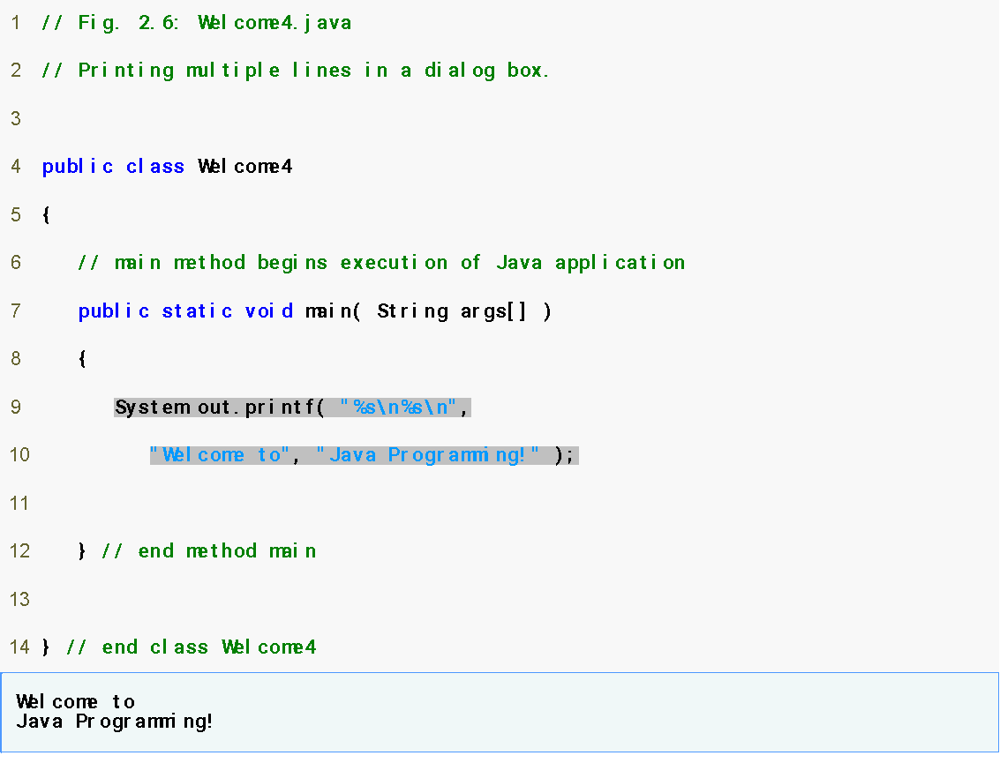 1 // Fig. 2.6: Welcome4.java
2 // Printing multiple lines in a dialog box.
3
4 public class Welcome4
5 {
6 // main method begins execution of Java application
7 public static void main( String args[] )
8 {
9 System.out.printf( "%s\n%s\n",
10 "Welcome to", "Java Programming!" );
11
12 } // end method main
13
14 } // end class Welcome4
Welcome to
Java Programming!